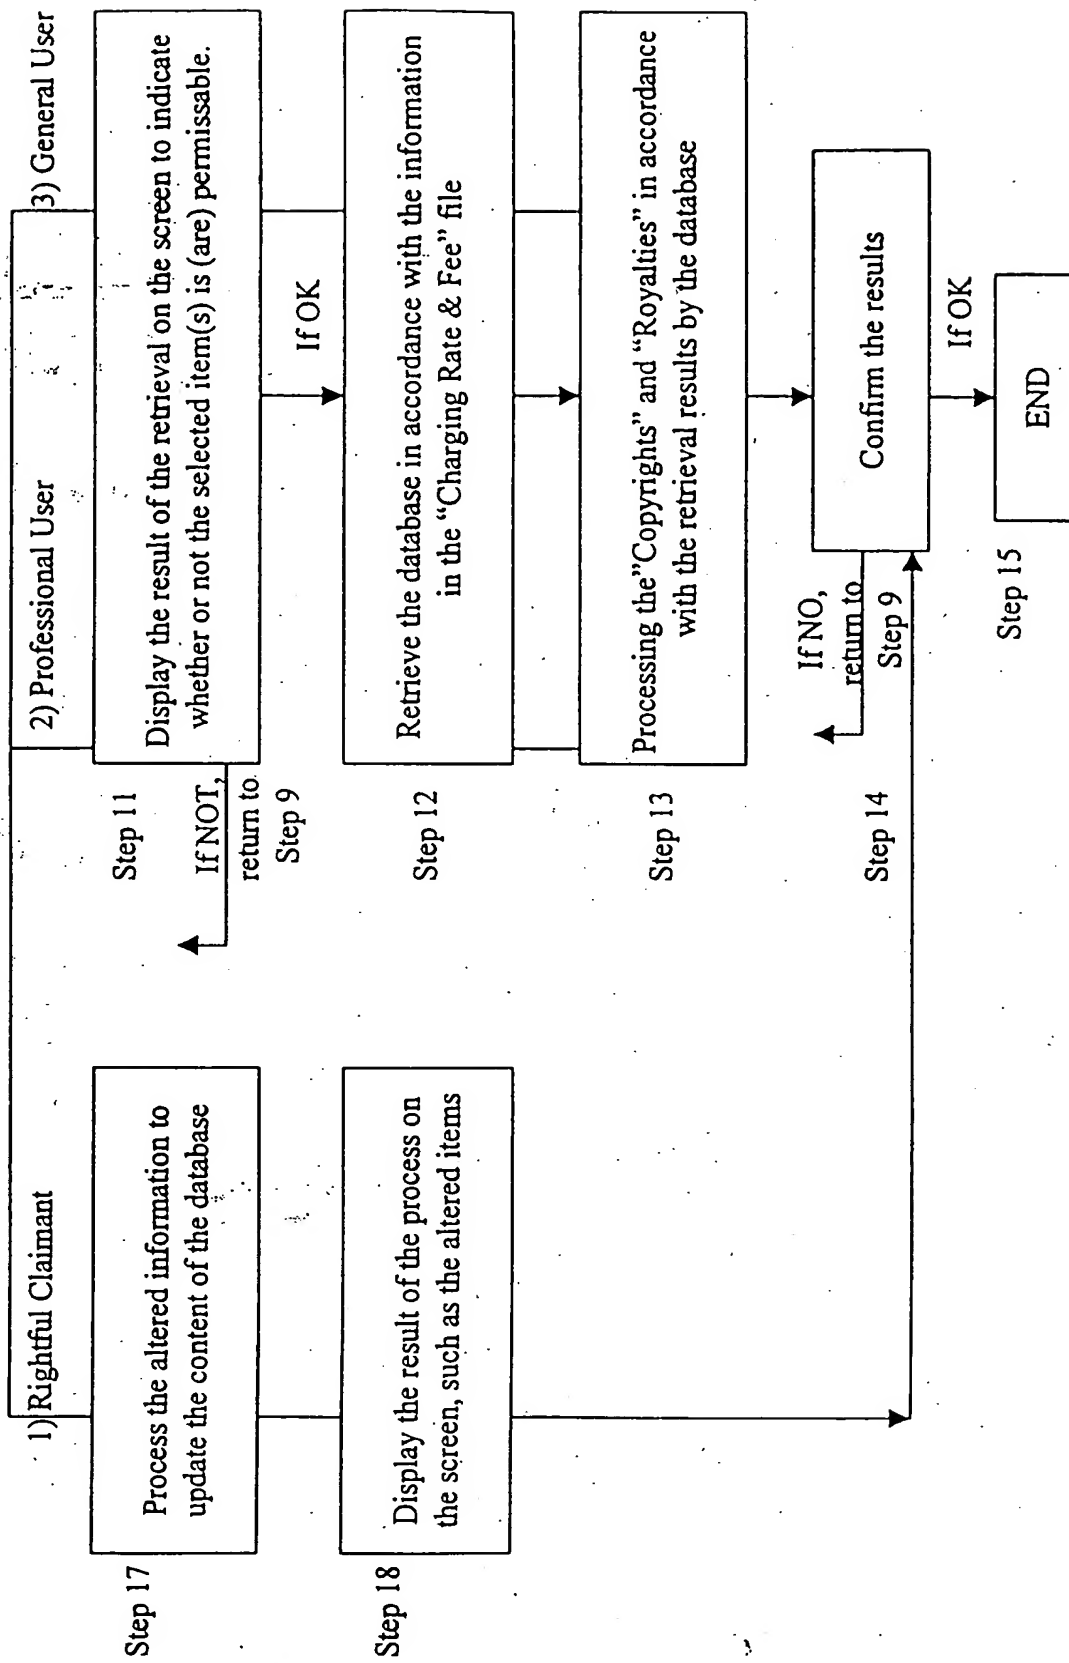 1) Rightful Claimant
2) Professional User
3) General User
Step 17
Process the altered information to
update the content of the database
Step 18
Display the result of the process on
the screen, such as the altered items
Step 11
Display the result of the retrieval on the screen to indicate
whether or not the selected item(s) is (are) permissable.
If NOT,
return to
Step 9
If OK
Step 12
Retrieve the database in accordance with the information
in the “Charging Rate & Fee” file
Step 13
Processing the”Copyrights” and “Royalties” in accordance
with the retrieval results by the database
Step 14
Confirm the results
If NO,
return to
Step 9
If OK
Step 15
END